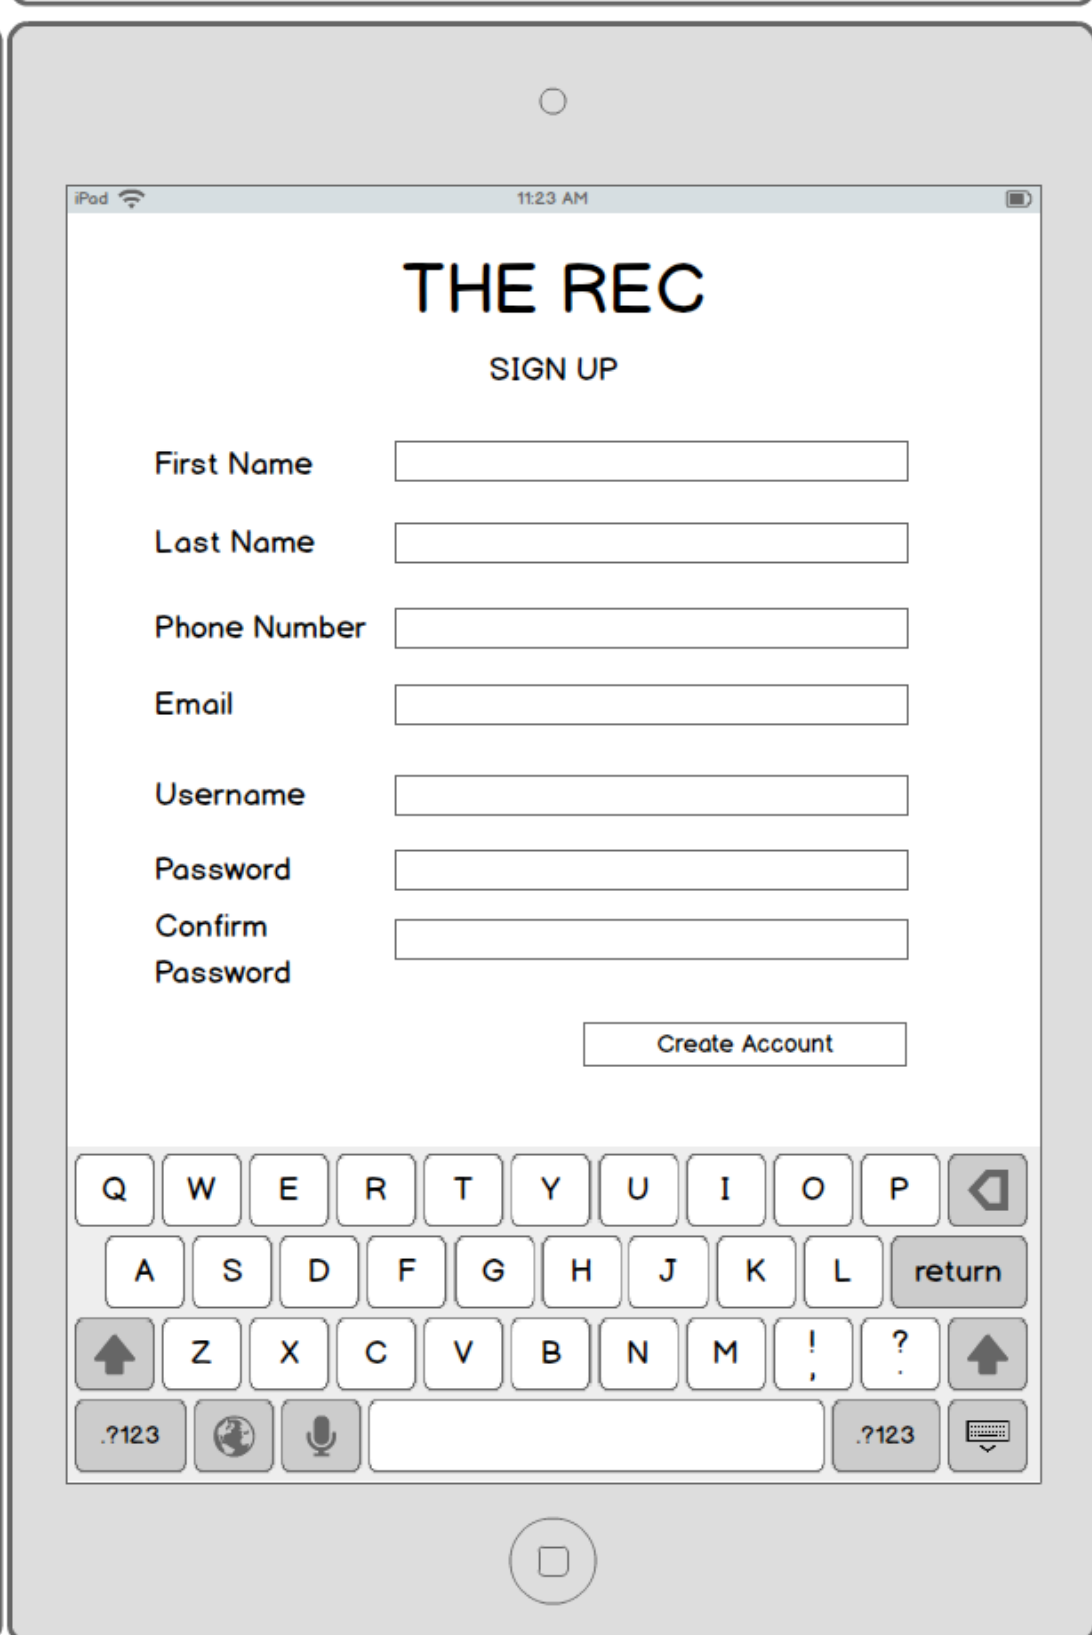 iPad 11:23 AM
THE REC
SIGN UP
First Name
Last Name
Phone Number
Email
Username
Password
Confirm
Password
Create Account
Q W E R T Y U I O P
A S D F G H J K L return
Z X C V B N M ! , ? .
.?123 .?123